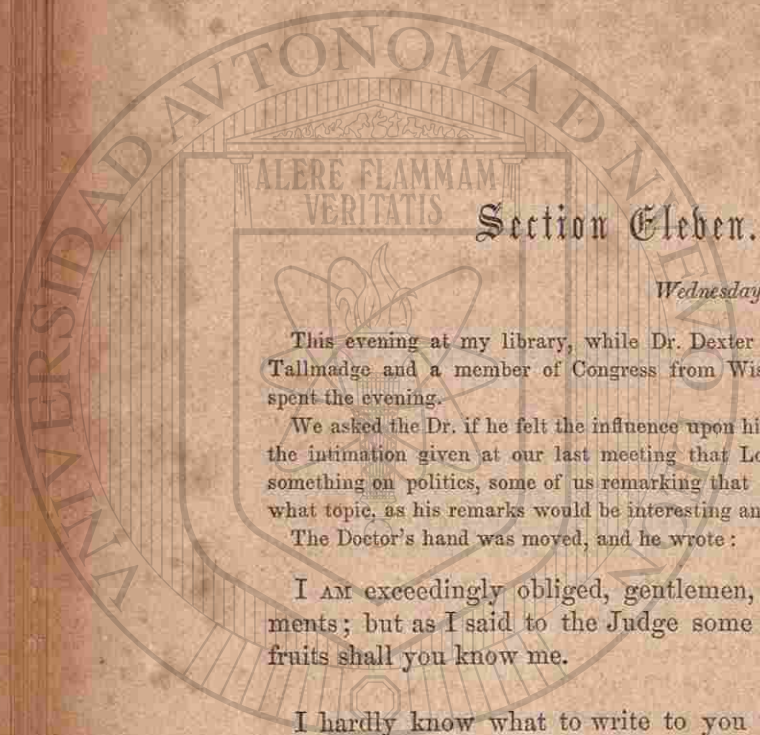 UNIVERSIDAD AUTONOMA DE NUEVO LEON
ALERE FLAMMAM
VERITATIS
Section Eleven.
Wednesday
This evening at my library, while Dr. Dexter
Tallmadge and a member of Congress from Wis
spent the evening.
We asked the Dr. if he felt the influence upon hi
the intimation given at our last meeting that Lo
something on politics, some of us remarking that
what topic, as his remarks would be interesting an
The Doctor's hand was moved, and he wrote :
I AM exceedingly obliged, gentlemen,
ments; but as I said to the Judge some
fruits shall you know me.
I hardly know what to write to you